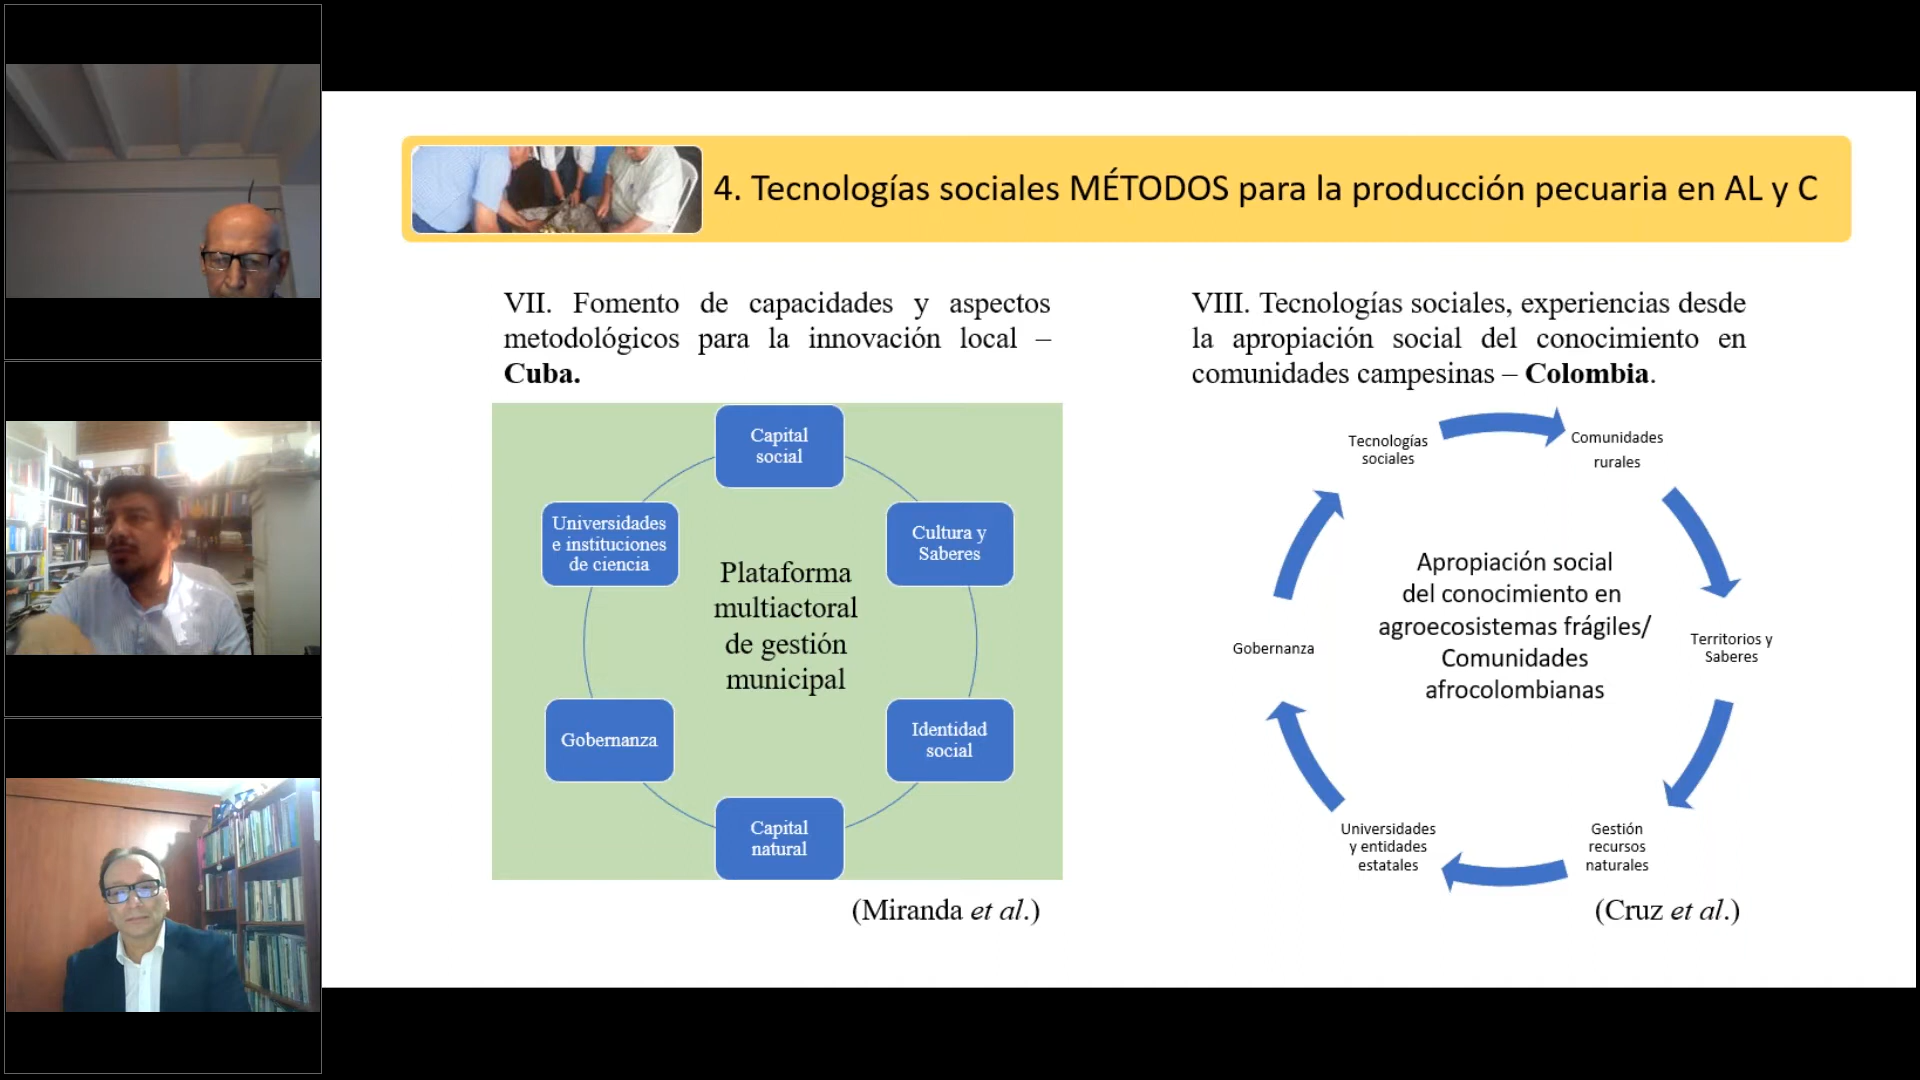 4. Tecnologías sociales MÉTODOS para la producción pecuaria en AL y C
VII. Fomento de capacidades y aspectos
metodológicos para la innovación local –
Cuba.
Capital
social
Cultura y
Saberes
Identidad
social
Capital
natural
Gobernanza
Universidades
e instituciones
de ciencia
Plataforma
multiactoral
de gestión
municipal
(Miranda et al.)
VIII. Tecnologías sociales, experiencias desde
la apropiación social del conocimiento en
comunidades campesinas – Colombia.
Tecnologías
sociales
Comunidades
rurales
Territorios y
Saberes
Gestión
recursos
naturales
Universidades
y entidades
estatales
Gobernanza
Apropiación social
del conocimiento en
agroecosistemas frágiles/
Comunidades
afrocolombianas
(Cruz et al.)